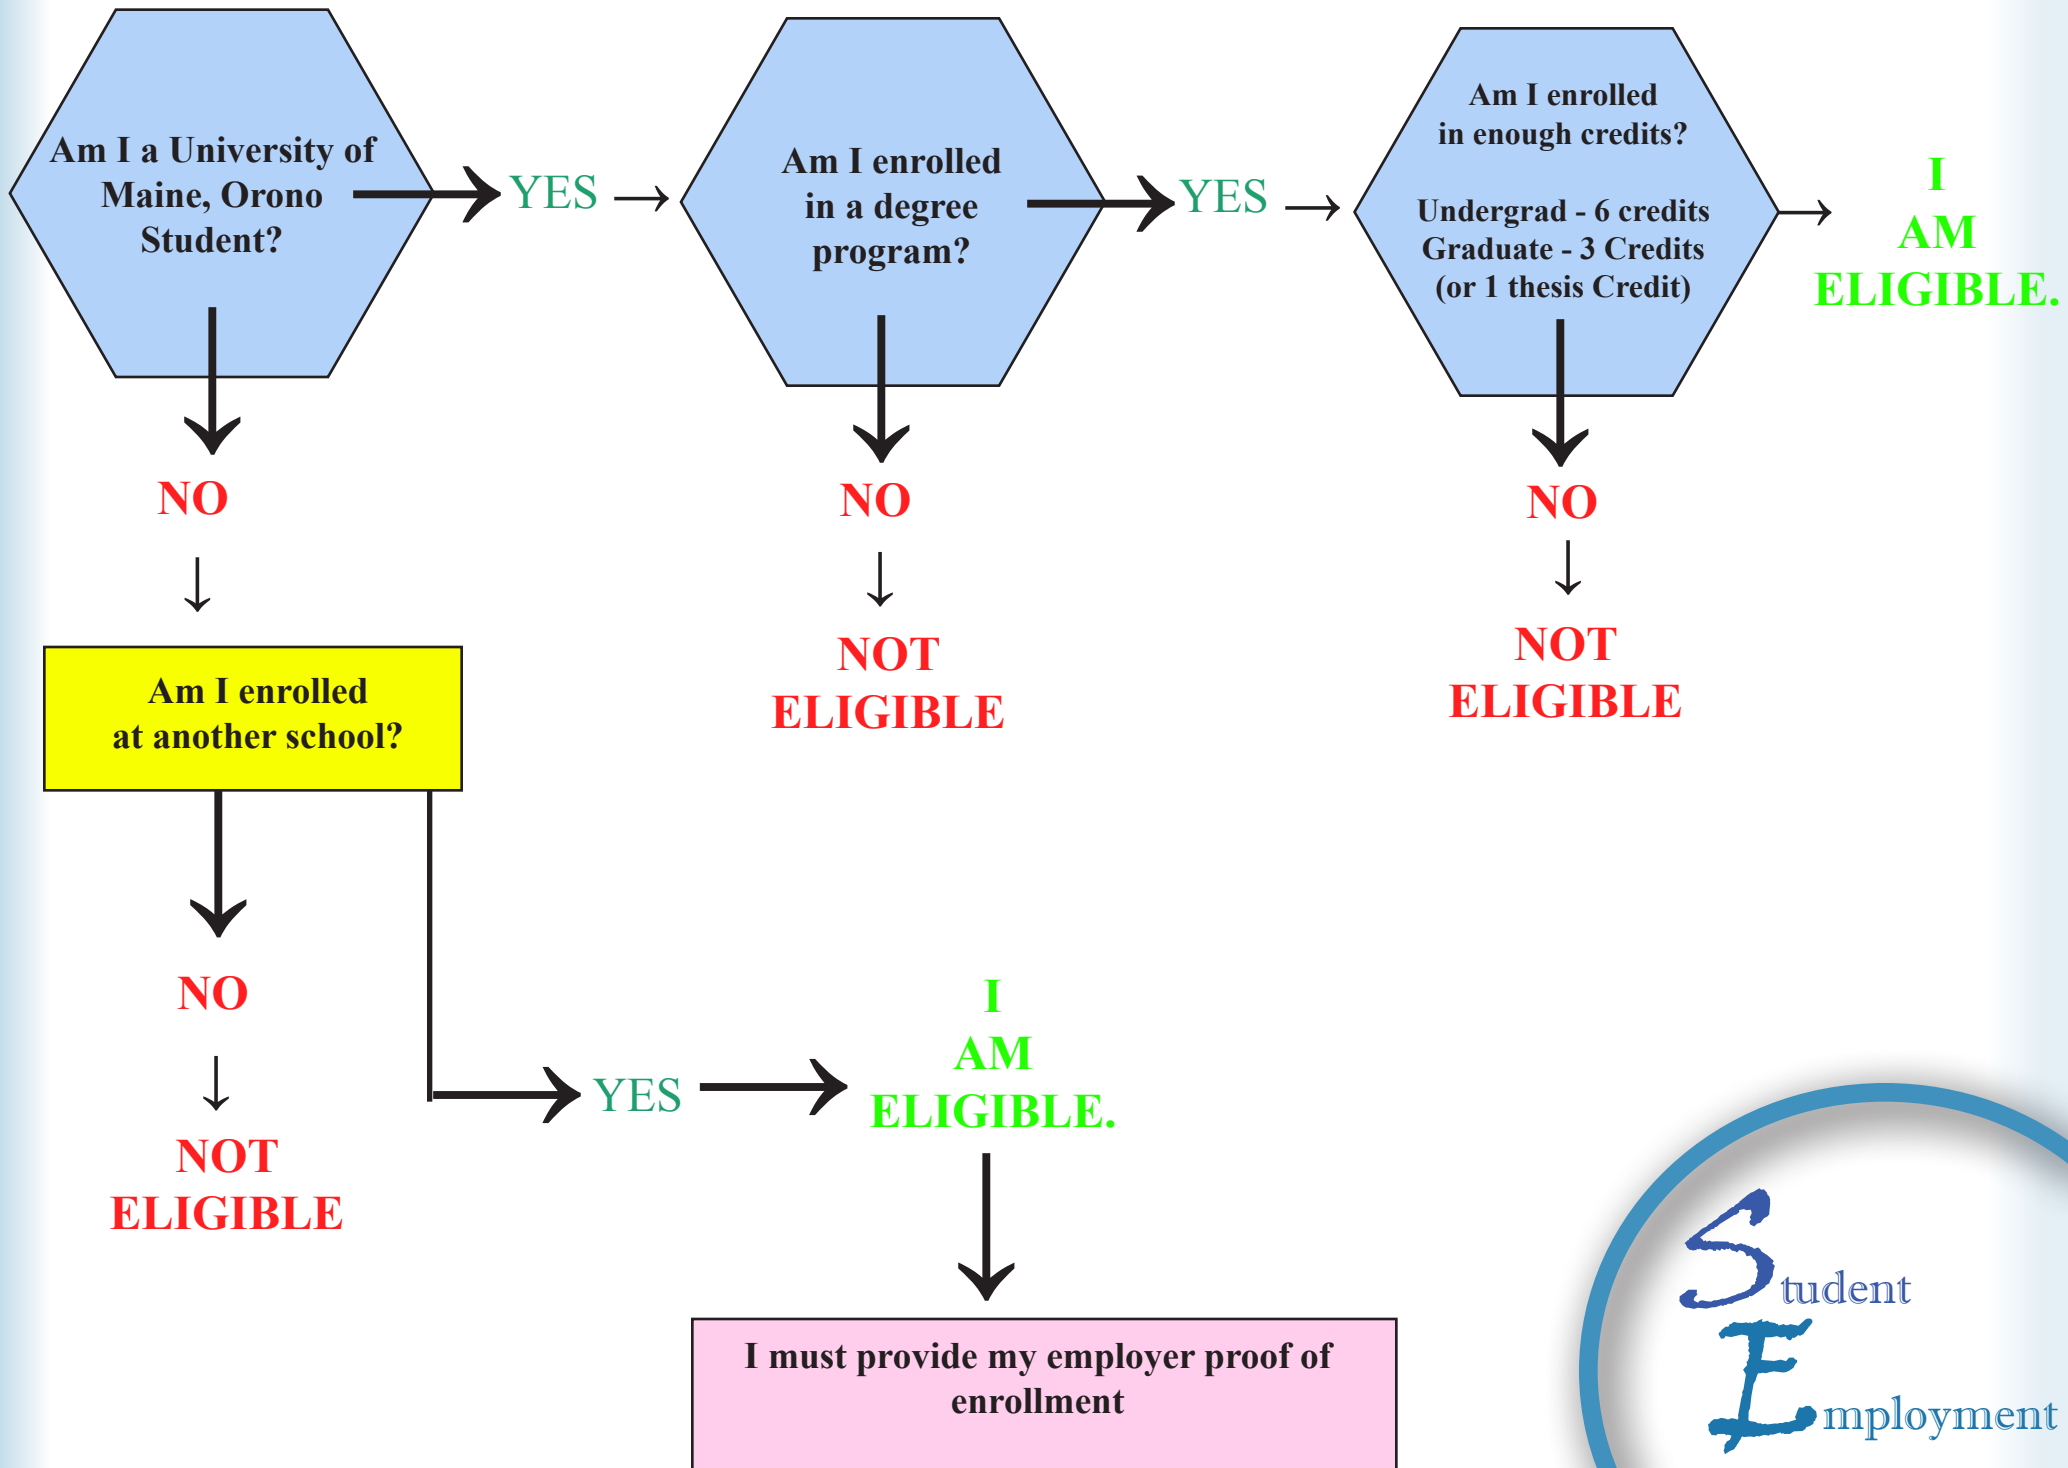 Am I a University of
Maine, Orono
Student?
YES
Am I enrolled
in a degree
program?
YES
Am I enrolled
in enough credits?
Undergrad - 6 credits
Graduate - 3 Credits
(or 1 thesis Credit)
I
AM
ELIGIBLE.
NO
NO
NO
NOT
ELIGIBLE
NOT
ELIGIBLE
Am I enrolled
at another school?
NO
NOT
ELIGIBLE
YES
I
AM
ELIGIBLE.
I must provide my employer proof of
enrollment
Student
Employment